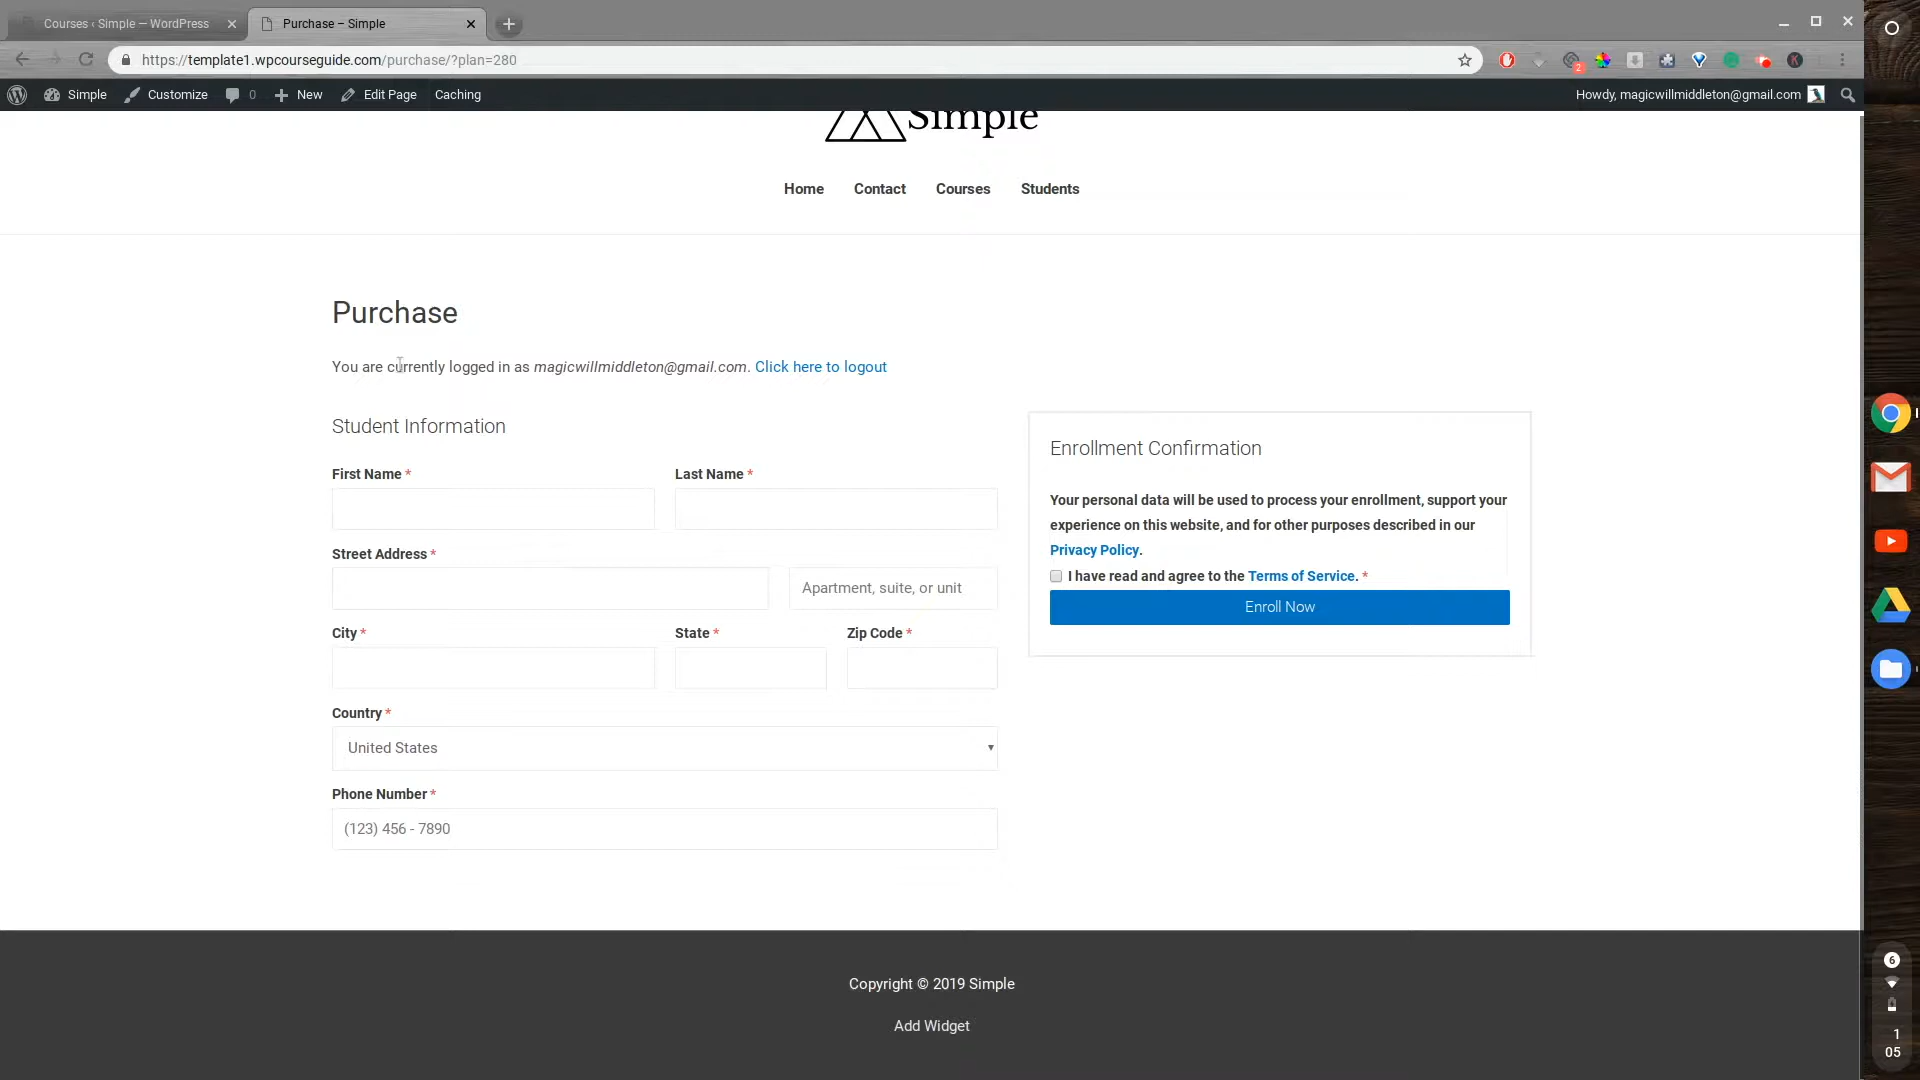 Courses ‹ Simple — WordPress
Purchase – Simple
https://template1.wpcourseguide.com/purchase/?plan=280
2
K
Simple
Customize
0
New
Edit Page
Caching
Howdy, magicwillmiddleton@gmail.com
Simple
Home
Contact
Courses
Students
Purchase
You are currently logged in as magicwillmiddleton@gmail.com. Click here to logout
Student Information
First Name *
Last Name *
Street Address *
Apartment, suite, or unit
City *
State *
Zip Code *
Country *
United States
Phone Number *
(123) 456 - 7890
Enrollment Confirmation
Your personal data will be used to process your enrollment, support your
experience on this website, and for other purposes described in our
Privacy Policy.
I have read and agree to the Terms of Service. *
Enroll Now
Copyright © 2019 Simple
Add Widget
6
1
05